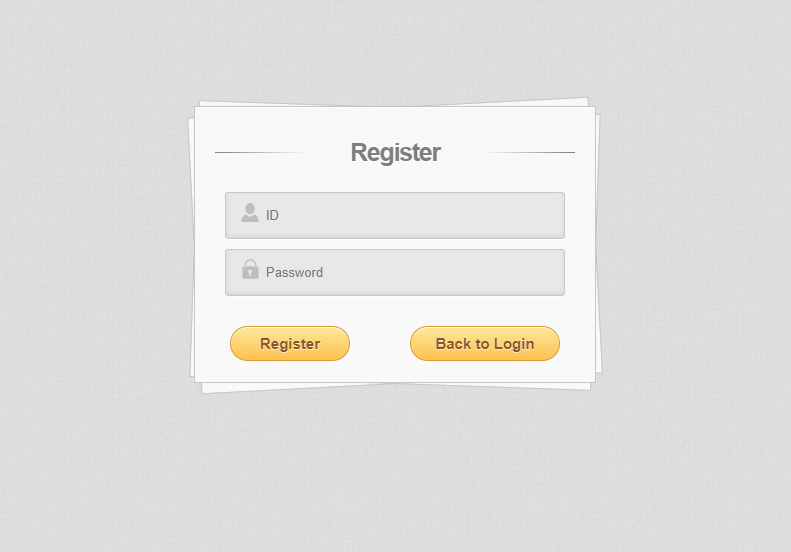 Register
ID
Password
Register
Back to Login